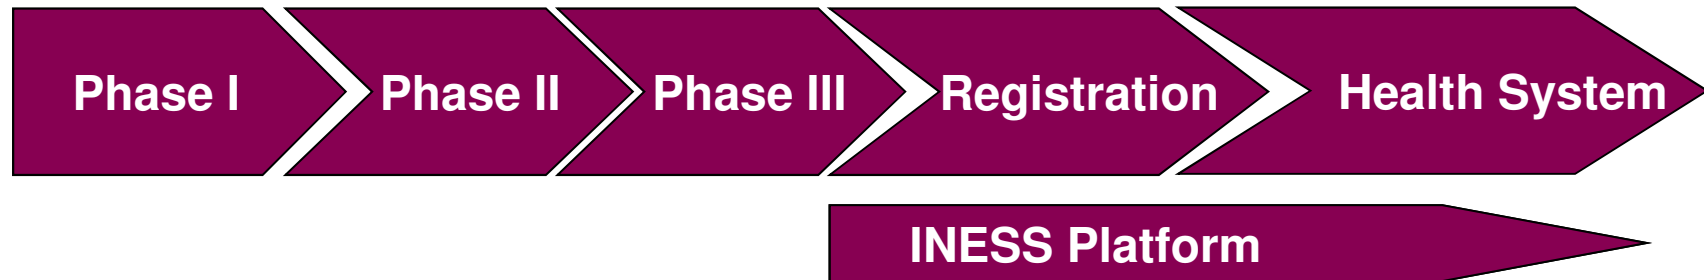 Phase I Phase II Phase III Registration Health System
INESS Platform